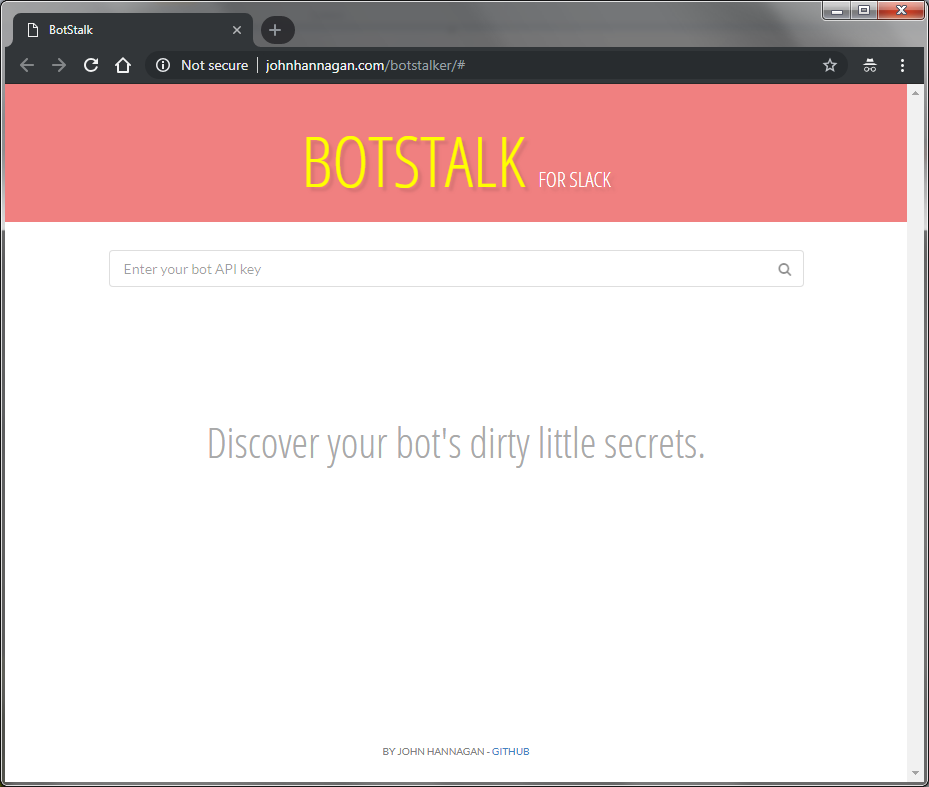 BotStalk
Not secure johnhannagan.com/botstalker/#
BOTSTALK FOR SLACK
Enter your bot API key
Discover your bot's dirty little secrets.
BY JOHN HANNAGAN - GITHUB